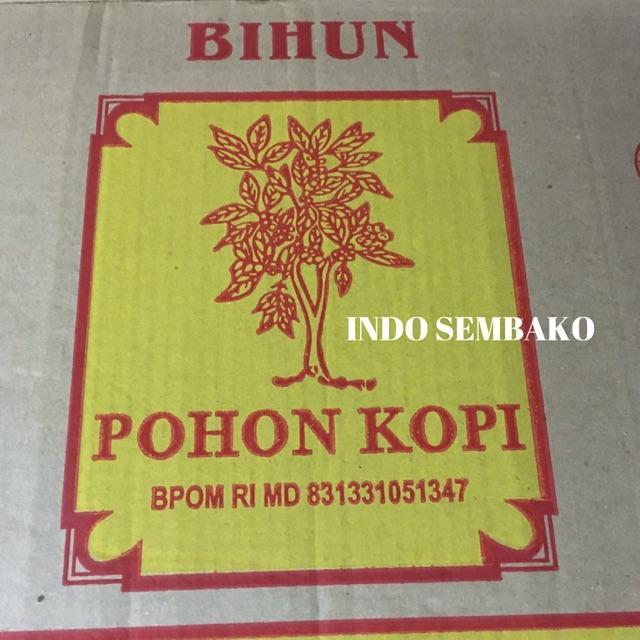 BIHUN
INDO SEMBAKO
POHON KOPI
BPOM RI MD 831331051347